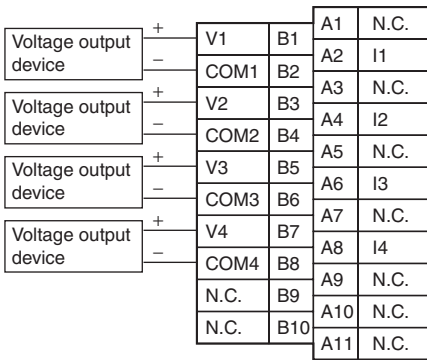 Voltage output
device
+
−
Voltage output
device
+
−
Voltage output
device
+
−
Voltage output
device
+
−
V1 B1
COM1 B2
V2 B3
COM2 B4
V3 B5
COM3 B6
V4 B7
COM4 B8
N.C. B9
N.C. B10
A1 N.C.
A2 I1
A3 N.C.
A4 I2
A5 N.C.
A6 I3
A7 N.C.
A8 I4
A9 N.C.
A10 N.C.
A11 N.C.